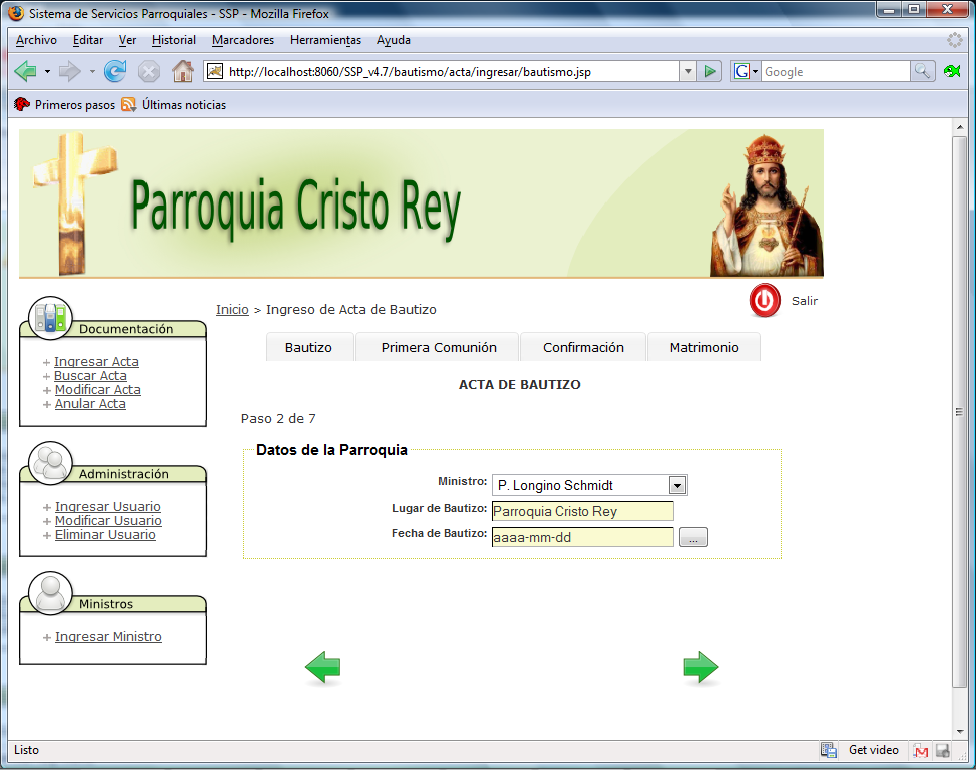 Sistema de Servicios Parroquiales - SSP - Mozilla Firefox
Archivo Editar Ver Historial Marcadores Herramientas Ayuda
http://localhost:8060/SSP_v4.7/bautismo/acta/ingresar/bautismo.jsp
G Google
Primeros pasos Últimas noticias
Parroquia Cristo Rey
Salir
Inicio > Ingreso de Acta de Bautizo
Documentación
+ Ingresar Acta
+ Buscar Acta
+ Modificar Acta
+ Anular Acta
Bautizo Primera Comunión Confirmación Matrimonio
ACTA DE BAUTIZO
Paso 2 de 7
Datos de la Parroquia
Ministro: P. Longino Schmidt
Lugar de Bautizo: Parroquia Cristo Rey
Fecha de Bautizo: aaaa-mm-dd ...
Administración
+ Ingresar Usuario
+ Modificar Usuario
+ Eliminar Usuario
Ministros
+ Ingresar Ministro
Listo
Get video